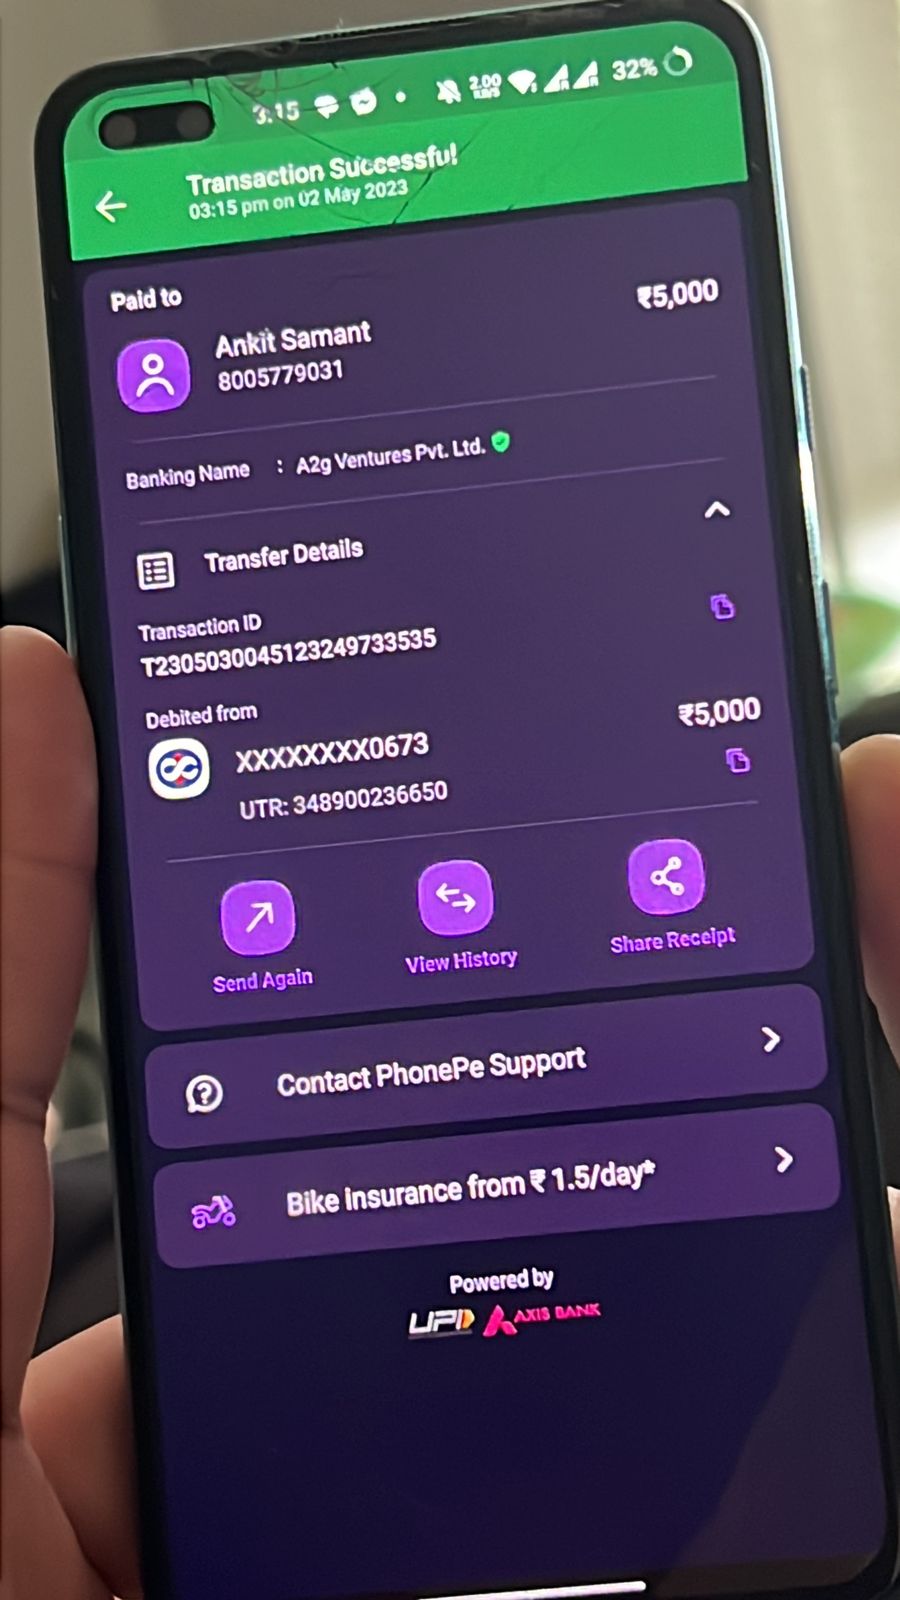 3:15 2.00 KB/S 32%
Transaction Successful
03:15 pm on 02 May 2023
Paid to
Ankit Samant ₹5,000
8005779031
Banking Name : A2g Ventures Pvt. Ltd.
Transfer Details
Transaction ID
T2305030045123249733535
Debited from
XXXXXXXX0673 ₹5,000
UTR: 348900236650
Send Again View History Share Receipt
Contact PhonePe Support
Bike insurance from ₹ 1.5/day*
Powered by
UPI AXIS BANK